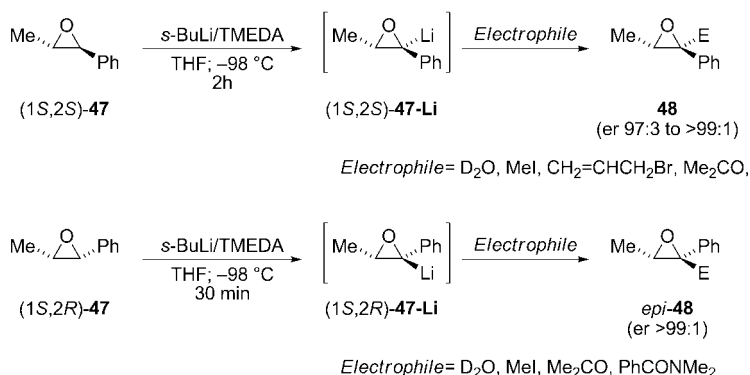 O O O
Me s-BuLi/TMEDA Me Li Electrophile Me E
Ph THF; –98 °C Ph Ph
2h
(1S,2S)-47 (1S,2S)-47-Li 48
(er 97:3 to >99:1)
Electrophile= D2O, MeI, CH2=CHCH2Br, Me2CO,
O O O
Me Ph s-BuLi/TMEDA Me Ph Electrophile Me Ph
THF; –98 °C Li E
30 min
(1S,2R)-47 (1S,2R)-47-Li epi-48
(er >99:1)
Electrophile= D2O, MeI, Me2CO, PhCONMe2